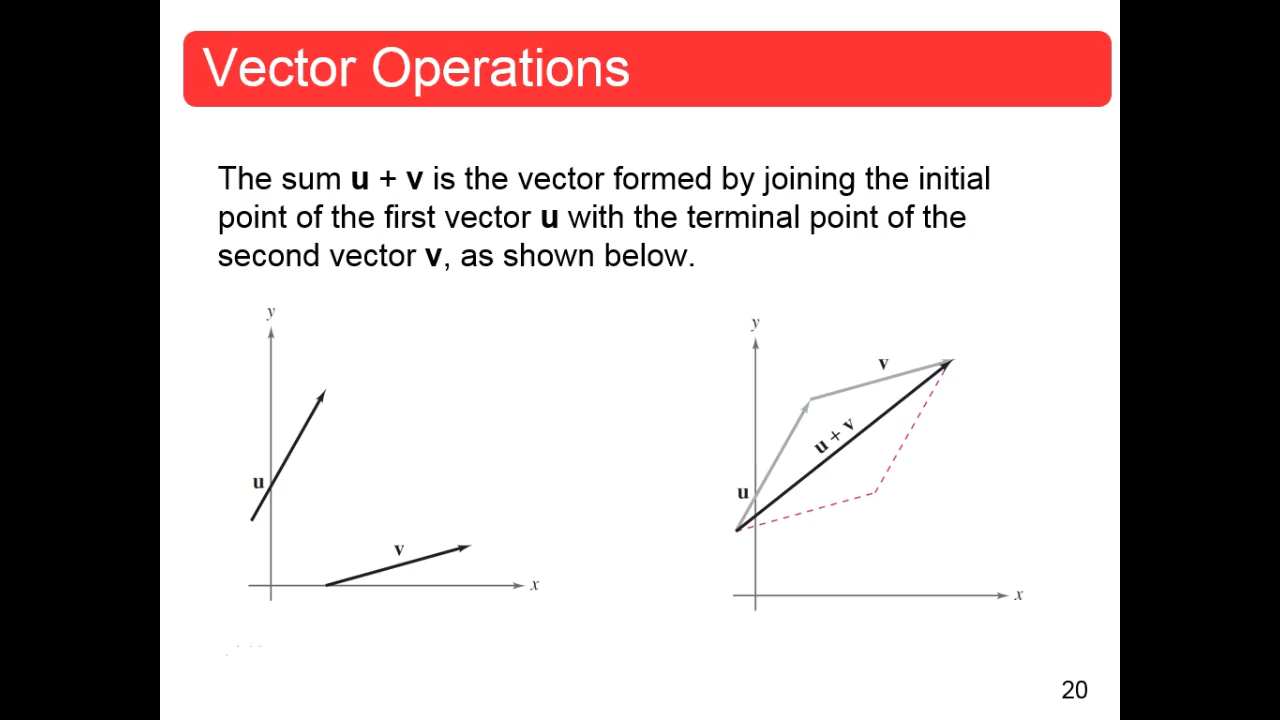 Vector Operations
The sum u + v is the vector formed by joining the initial
point of the first vector u with the terminal point of the
second vector v, as shown below.
y
u
v
x
y
v
u + v
u
x
20